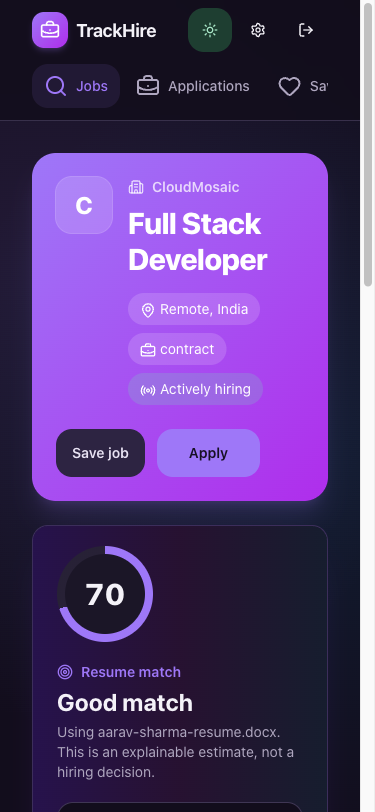 TrackHire
Jobs
Applications
C
CloudMosaic
Full Stack
Developer
Remote, India
contract
Actively hiring
Save job
Apply
70
Resume match
Good match
Using aarav-sharma-resume.docx.
This is an explainable estimate, not a
hiring decision.